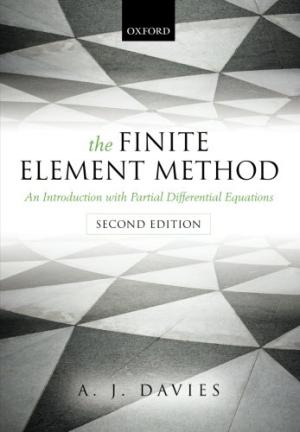 OXFORD
the FINITE
ELEMENT METHOD
An Introduction with Partial Differential Equations
SECOND EDITION
A. J. DAVIES